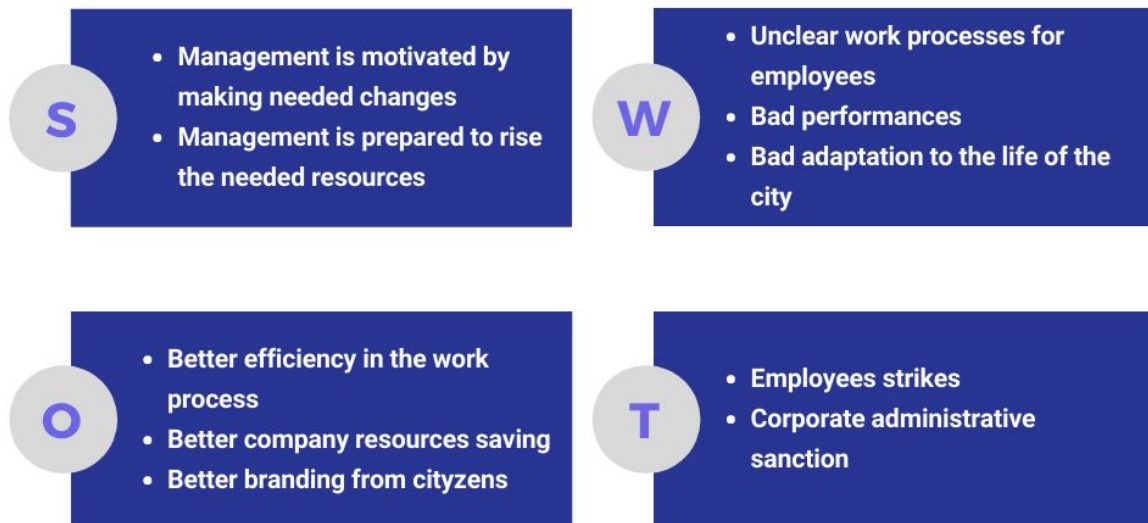 S
• Management is motivated by
making needed changes
• Management is prepared to rise
the needed resources
W
• Unclear work processes for
employees
• Bad performances
• Bad adaptation to the life of the
city
O
• Better efficiency in the work
process
• Better company resources saving
• Better branding from cityzens
T
• Employees strikes
• Corporate administrative
sanction